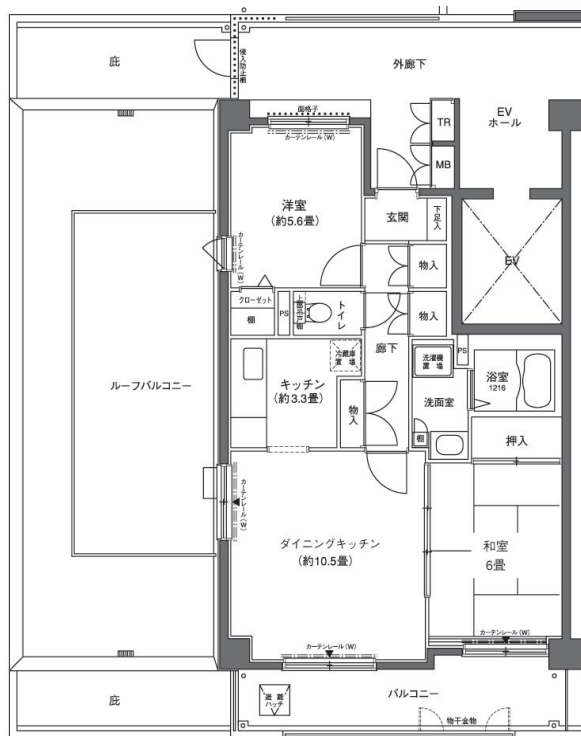 庇
侵入防止柵
外廊下
EV
ホール
面格子
カーテンレール(W)
TR
MB
洋室
(約5.6畳)
玄関
下足入
カーテンレール(W)
EV
物入
クローゼット
棚
PS
上部吊戸棚
トイレ
物入
廊下
冷蔵庫
置場
キッチン
(約3.3畳)
物入
洗濯機
置場
PS
浴室
1216
洗面室
棚
押入
ルーフバルコニー
カーテンレール(W)
ダイニングキッチン
(約10.5畳)
和室
6畳
カーテンレール(W)
カーテンレール(W)
庇
避難
ハッチ
バルコニー
物干金物